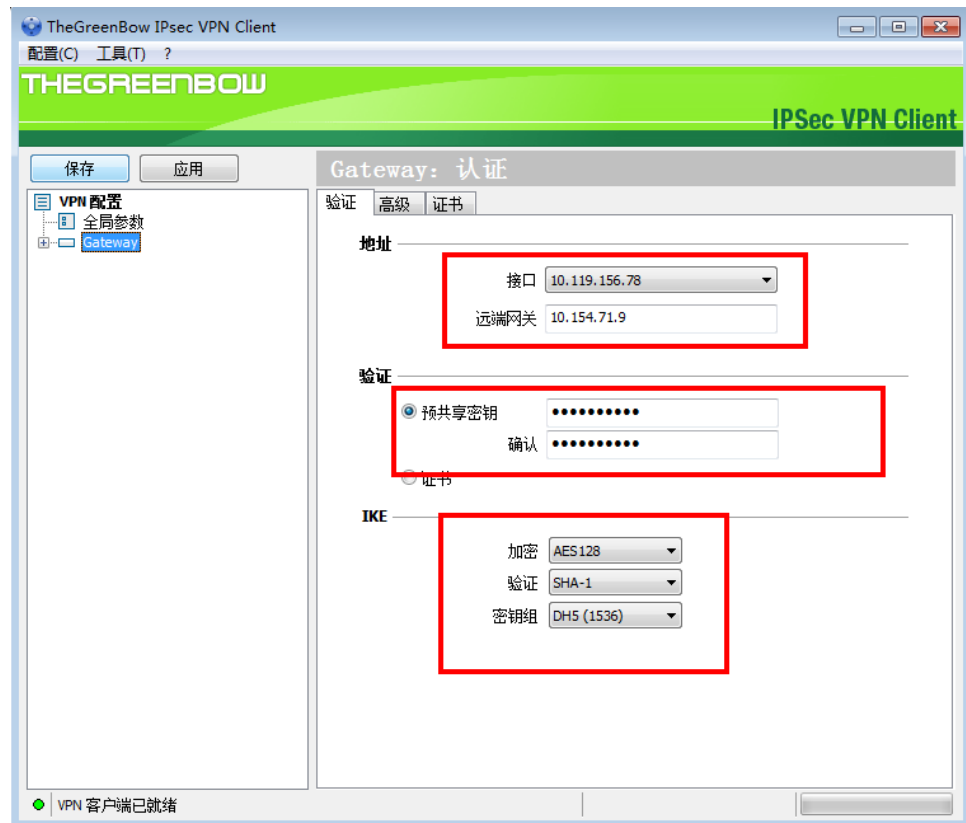 TheGreenBow IPsec VPN Client
配置(C) 工具(T) ?
THEGREENBOW
IPSec VPN Client
保存 应用
Gateway: 认证
VPN 配置
全局参数
Gateway
验证 高级 证书
地址
接口 10.119.156.78
远端网关 10.154.71.9
验证
预共享密钥 ••••••••••
确认 ••••••••••
证书
IKE
加密 AES128
验证 SHA-1
密钥组 DH5 (1536)
VPN 客户端已就绪